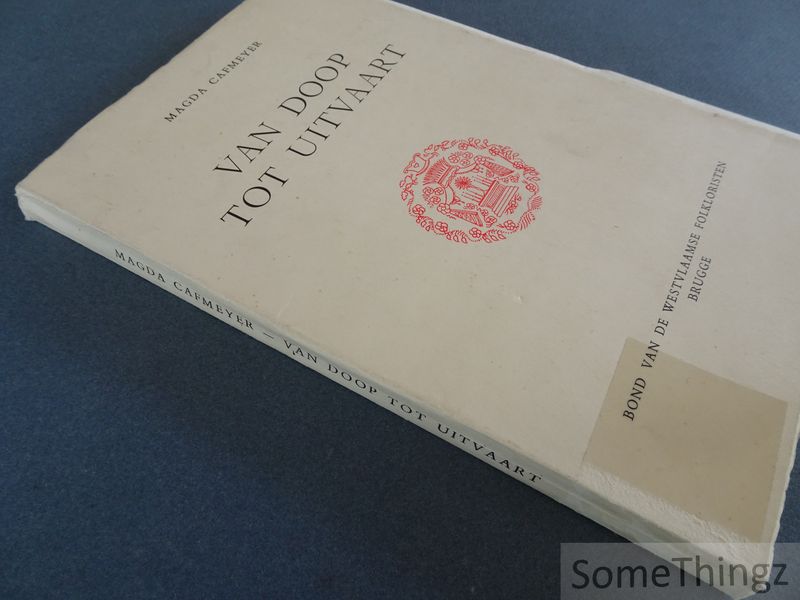 MAGDA CAFMEYER
VAN DOOP
TOT UITVAART
BOND VAN DE WESTVLAAMSE FOLKLORISTEN
BRUGGE
MAGDA CAFMEYER — VAN DOOP TOT UITVAART
SomeThingz